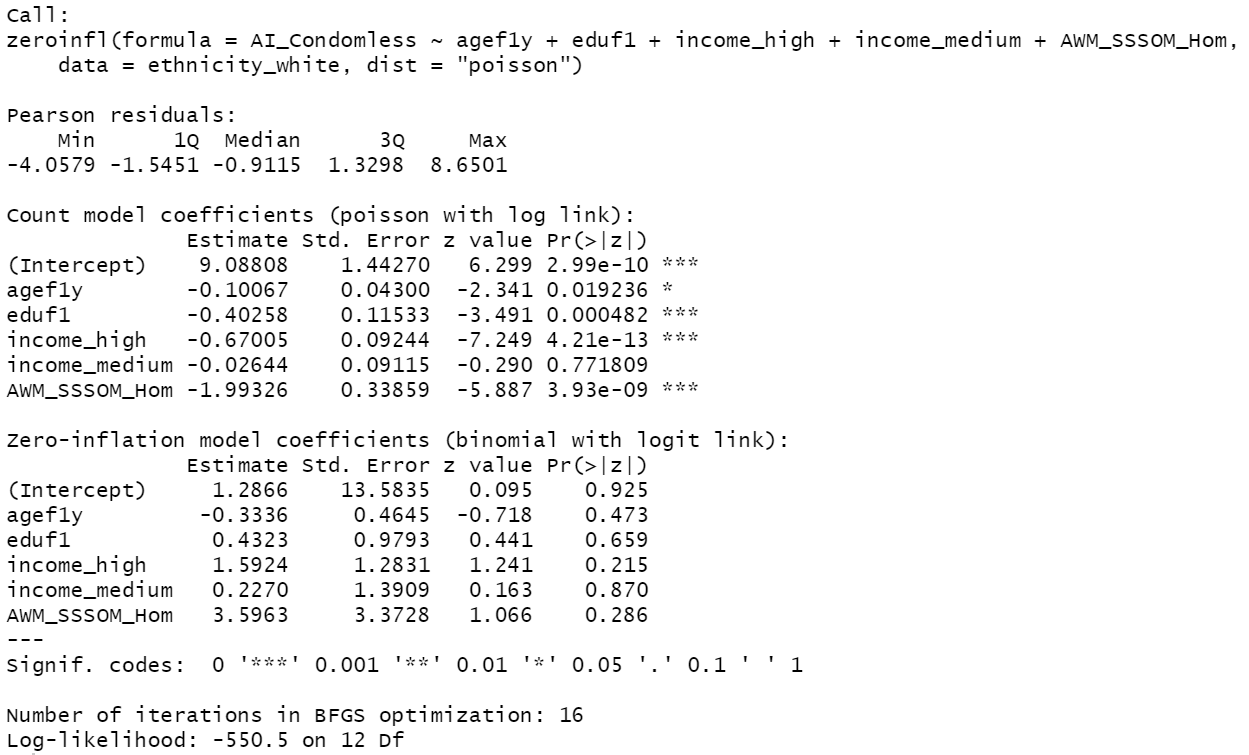 Call:
zeroinfl(formula = AI_Condomless ~ agef1y + eduf1 + income_high + income_medium + AWM_SSSOM_Hom,
    data = ethnicity_white, dist = "poisson")

Pearson residuals:
    Min      1Q  Median      3Q     Max
-4.0579 -1.5451 -0.9115  1.3298  8.6501

Count model coefficients (poisson with log link):
              Estimate Std. Error z value Pr(>|z|)
(Intercept)    9.08808    1.44270   6.299 2.99e-10 ***
agef1y        -0.10067    0.04300  -2.341 0.019236 *
eduf1         -0.40258    0.11533  -3.491 0.000482 ***
income_high   -0.67005    0.09244  -7.249 4.21e-13 ***
income_medium -0.02644    0.09115  -0.290 0.771809
AWM_SSSOM_Hom -1.99326    0.33859  -5.887 3.93e-09 ***

Zero-inflation model coefficients (binomial with logit link):
              Estimate Std. Error z value Pr(>|z|)
(Intercept)     1.2866    13.5835   0.095    0.925
agef1y         -0.3336     0.4645  -0.718    0.473
eduf1           0.4323     0.9793   0.441    0.659
income_high     1.5924     1.2831   1.241    0.215
income_medium   0.2270     1.3909   0.163    0.870
AWM_SSSOM_Hom   3.5963     3.3728   1.066    0.286
---
Signif. codes:  0 '***' 0.001 '**' 0.01 '*' 0.05 '.' 0.1 ' ' 1

Number of iterations in BFGS optimization: 16
Log-likelihood: -550.5 on 12 Df